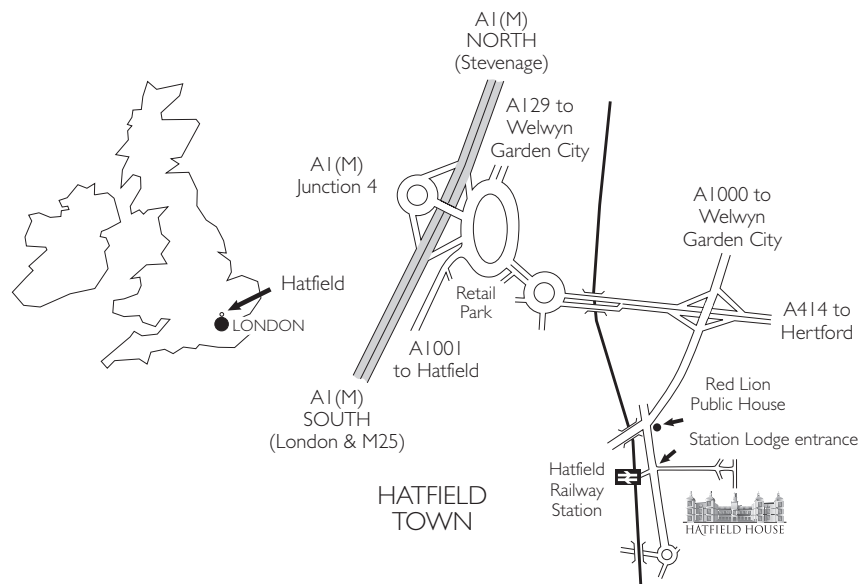 A1(M)
NORTH
(Stevenage)
A129 to
Welwyn
Garden City
A1(M)
Junction 4
A1000 to
Welwyn
Garden City
Hatfield
LONDON
Retail
Park
A414 to
Hertford
A1001
to Hatfield
A1(M)
SOUTH
(London & M25)
Red Lion
Public House
Station Lodge entrance
Hatfield
Railway
Station
HATFIELD
TOWN
HATFIELD HOUSE